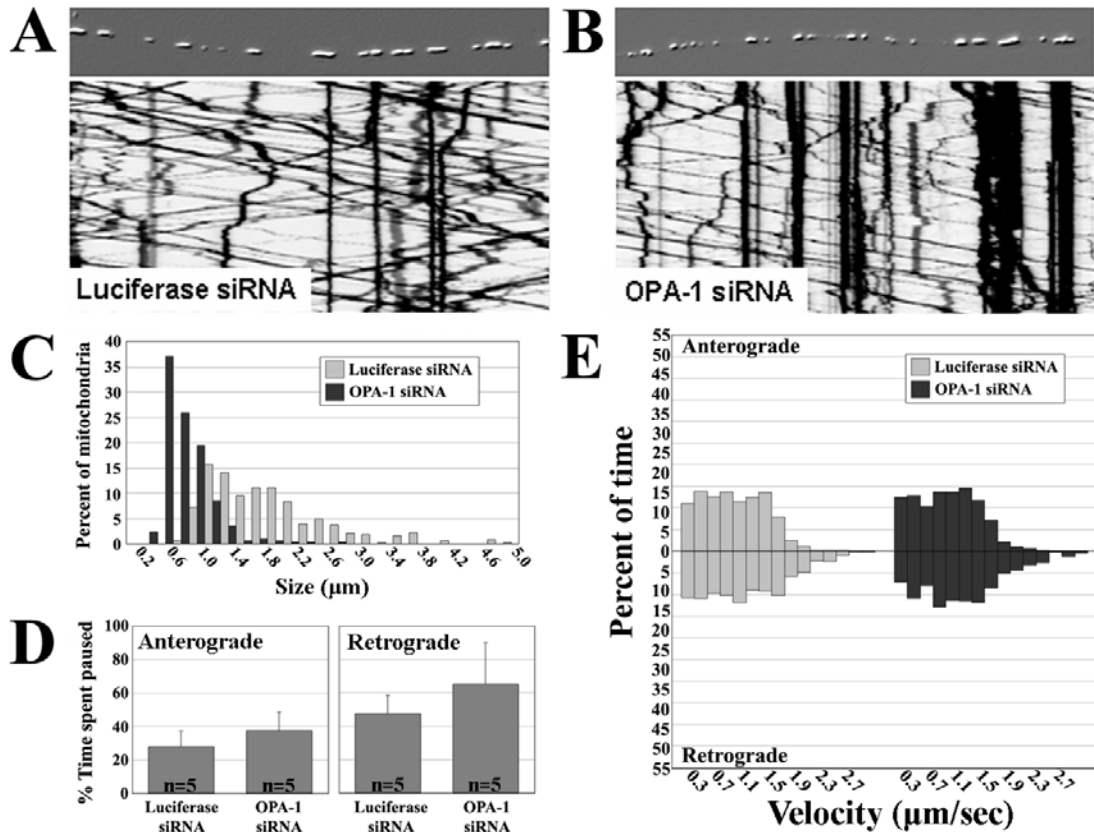 A
B
Luciferase siRNA
OPA-1 siRNA
C
Percent of mitochondria
40
35
30
25
20
15
10
5
0
Luciferase siRNA
OPA-1 siRNA
0.2 0.6 1.0 1.4 1.8 2.2 2.6 3.0 3.4 3.8 4.2 4.6 5.0
Size (μm)
D
% Time spent paused
100
80
60
40
20
0
Anterograde
n=5 n=5
Luciferase siRNA
OPA-1 siRNA
Retrograde
n=5 n=5
Luciferase siRNA
OPA-1 siRNA
E
Percent of time
Anterograde
Luciferase siRNA
OPA-1 siRNA
55
50
45
40
35
30
25
20
15
10
5
0
5
10
15
20
15
30
35
40
45
50
55
Retrograde
0.3 0.7 1.1 1.5 1.9 2.3 2.7
0.3 0.7 1.1 1.5 1.9 2.3 2.7
Velocity (μm/sec)